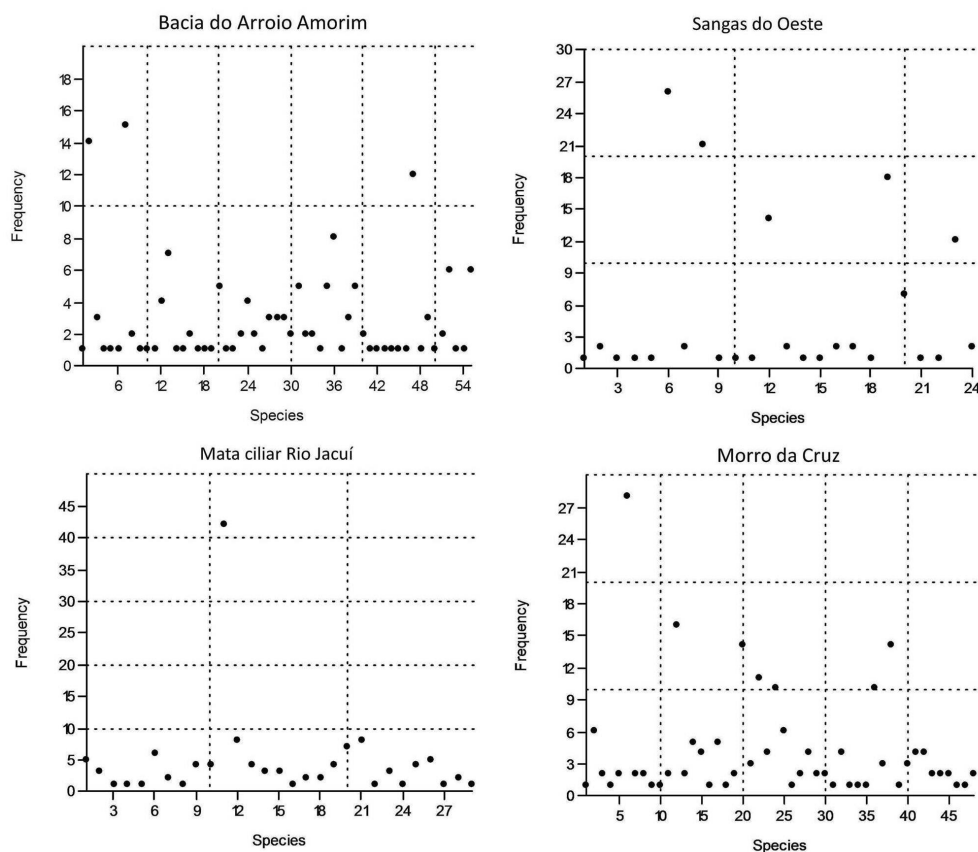 Bacia do Arroio Amorim
18
16
14
12
10
8
6
4
2
0
Frequency
6 12 18 24 30 36 42 48 54
Species
Sangas do Oeste
30
27
24
21
18
15
12
9
6
3
0
Frequency
3 6 9 12 15 18 21 24
Species
Mata ciliar Rio Jacuí
45
40
35
30
25
20
15
10
5
0
Frequency
3 6 9 12 15 18 21 24 27
Species
Morro da Cruz
27
24
21
18
15
12
9
6
3
0
Frequency
5 10 15 20 25 30 35 40 45
Species